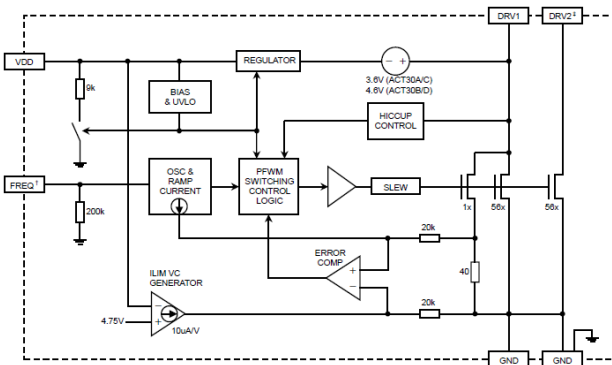 DRV1
DRV2‡
VDD
REGULATOR
− +
3.6V (ACT30A/C)
4.6V (ACT30B/D)
9k
BIAS
& UVLO
HICCUP
CONTROL
FREQ†
OSC &
RAMP
CURRENT
PFWM
SWITCHING
CONTROL
LOGIC
SLEW
1x
56x
56x
200k
20k
ERROR
COMP
+
−
40
ILIM VC
GENERATOR
−
+
4.75V
10uA/V
20k
GND
GND